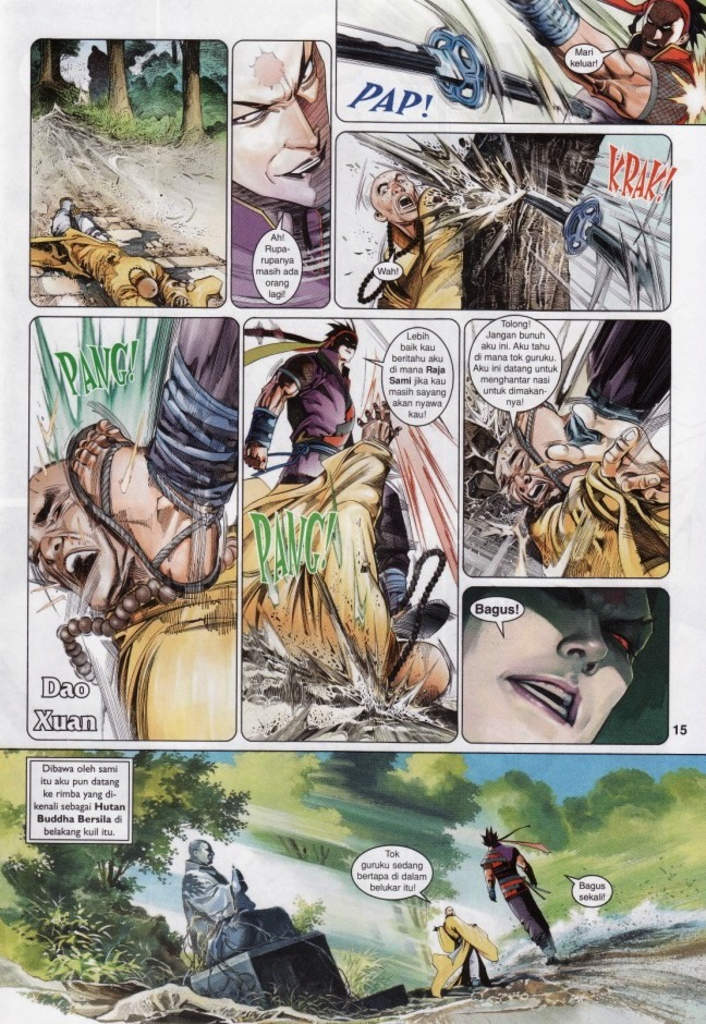 Ah!
Rupa-
rupanya
masih ada
orang
lagi!
Mari
keluar!
PAP!
KRAK!
Wah!
PANG!
Dao
Xuan
Lebih
baik kau
beritahu aku
di mana Raja
Sami jika kau
masih sayang
akan nyawa
kau!
PANG!
Tolong!
Jangan bunuh
aku ini. Aku tahu
di mana tok guruku.
Aku ini datang untuk
menghantar nasi
untuk dimakan-
nya!
Bagus!
15
Dibawa oleh sami
itu aku pun datang
ke rimba yang di-
kenali sebagai Hutan
Buddha Bersila di
belakang kuil itu.
Tok
guruku sedang
bertapa di dalam
belukar itu!
Bagus
sekali!